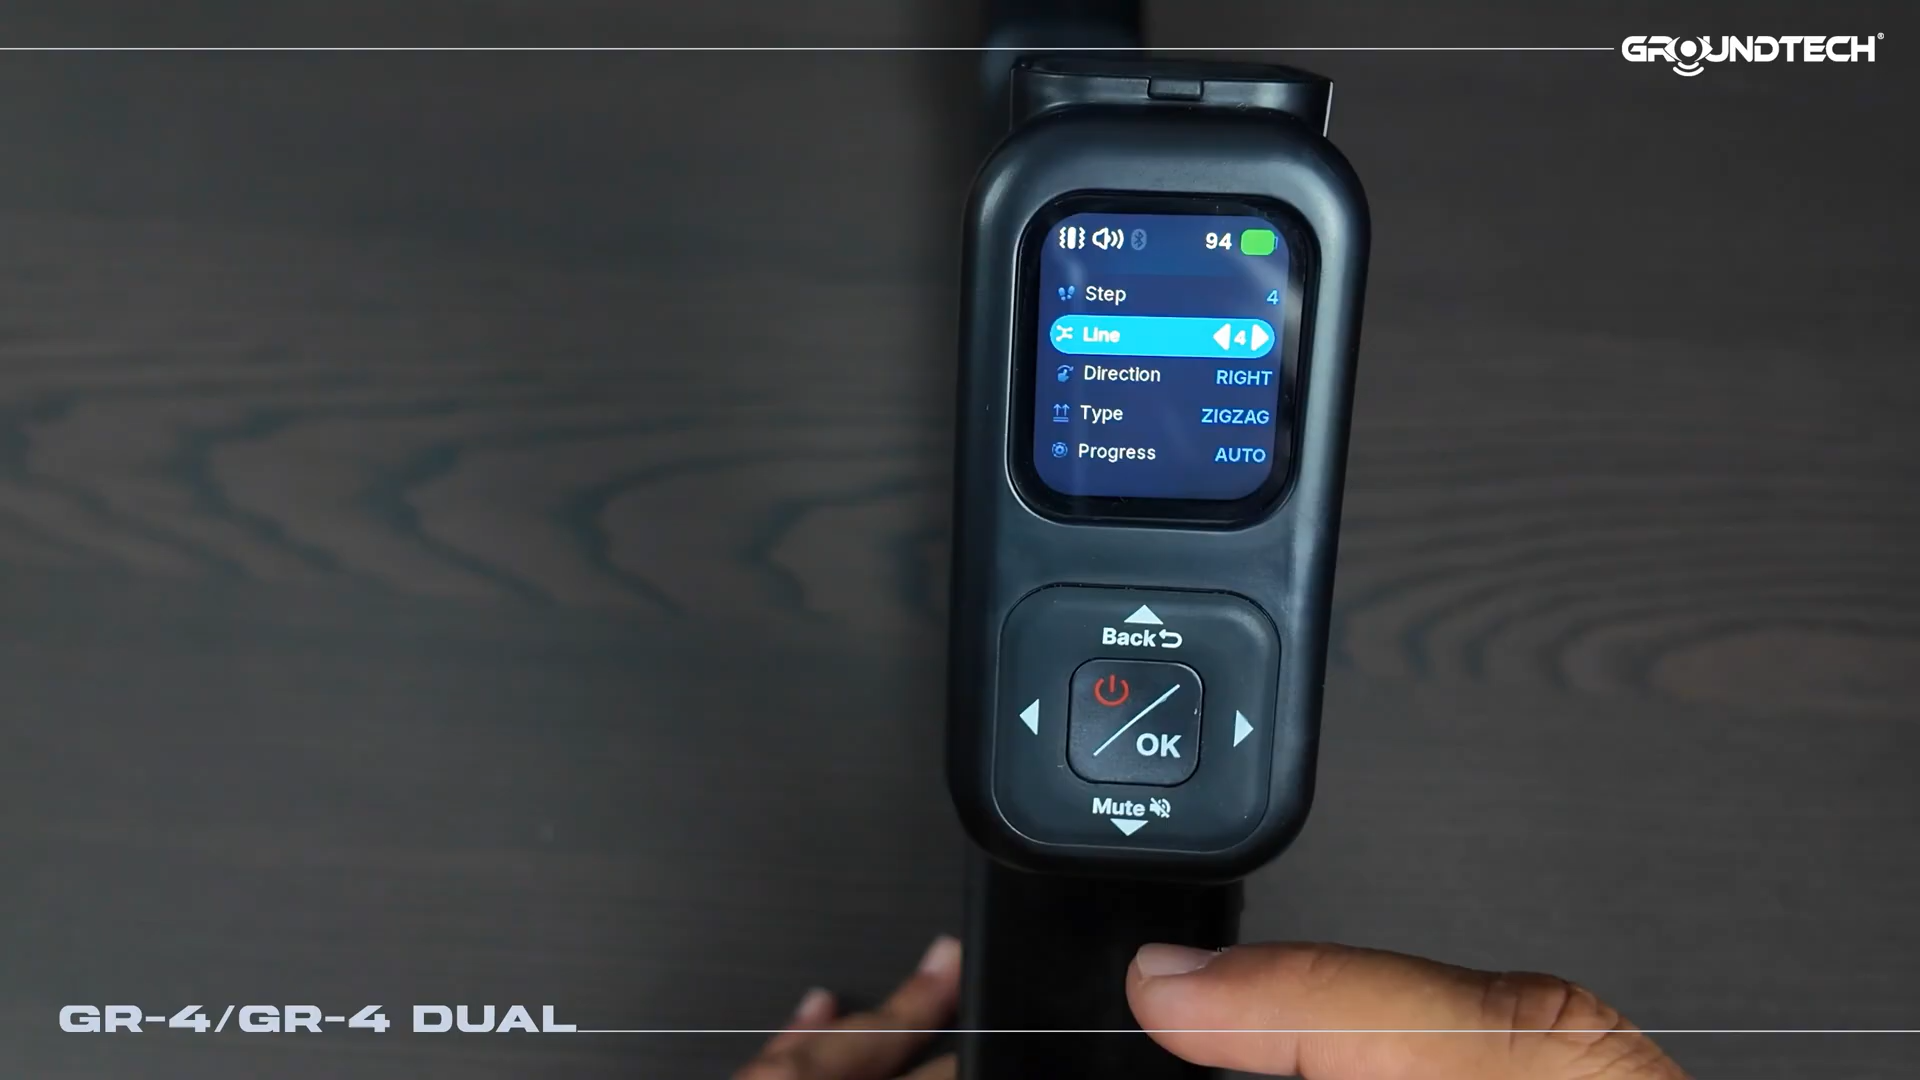 GROUNDTECH®
94
Step 4
Line 4
Direction RIGHT
Type ZIGZAG
Progress AUTO
Back
OK
Mute
GR-4/GR-4 DUAL